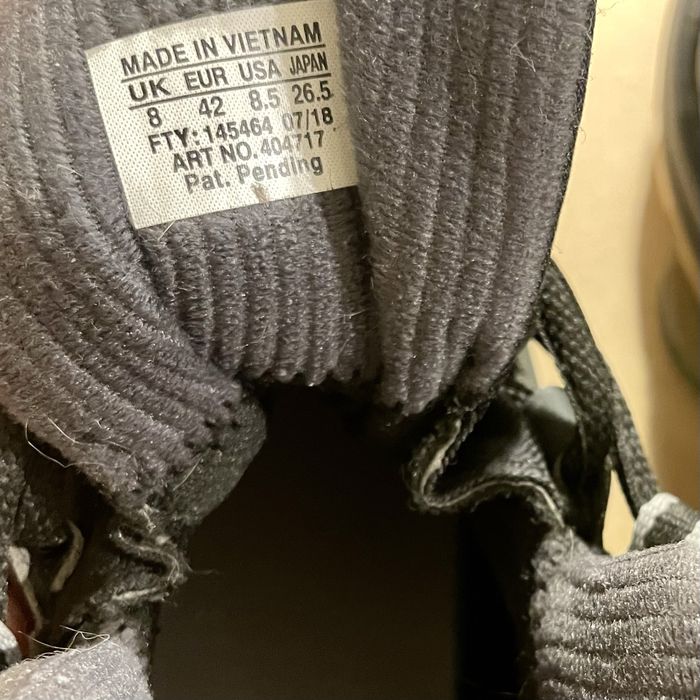 MADE IN VIETNAM
UK EUR USA JAPAN
8 42 8.5 26.5
FTY: 145464 07/18
ART NO. 404717
Pat. Pending